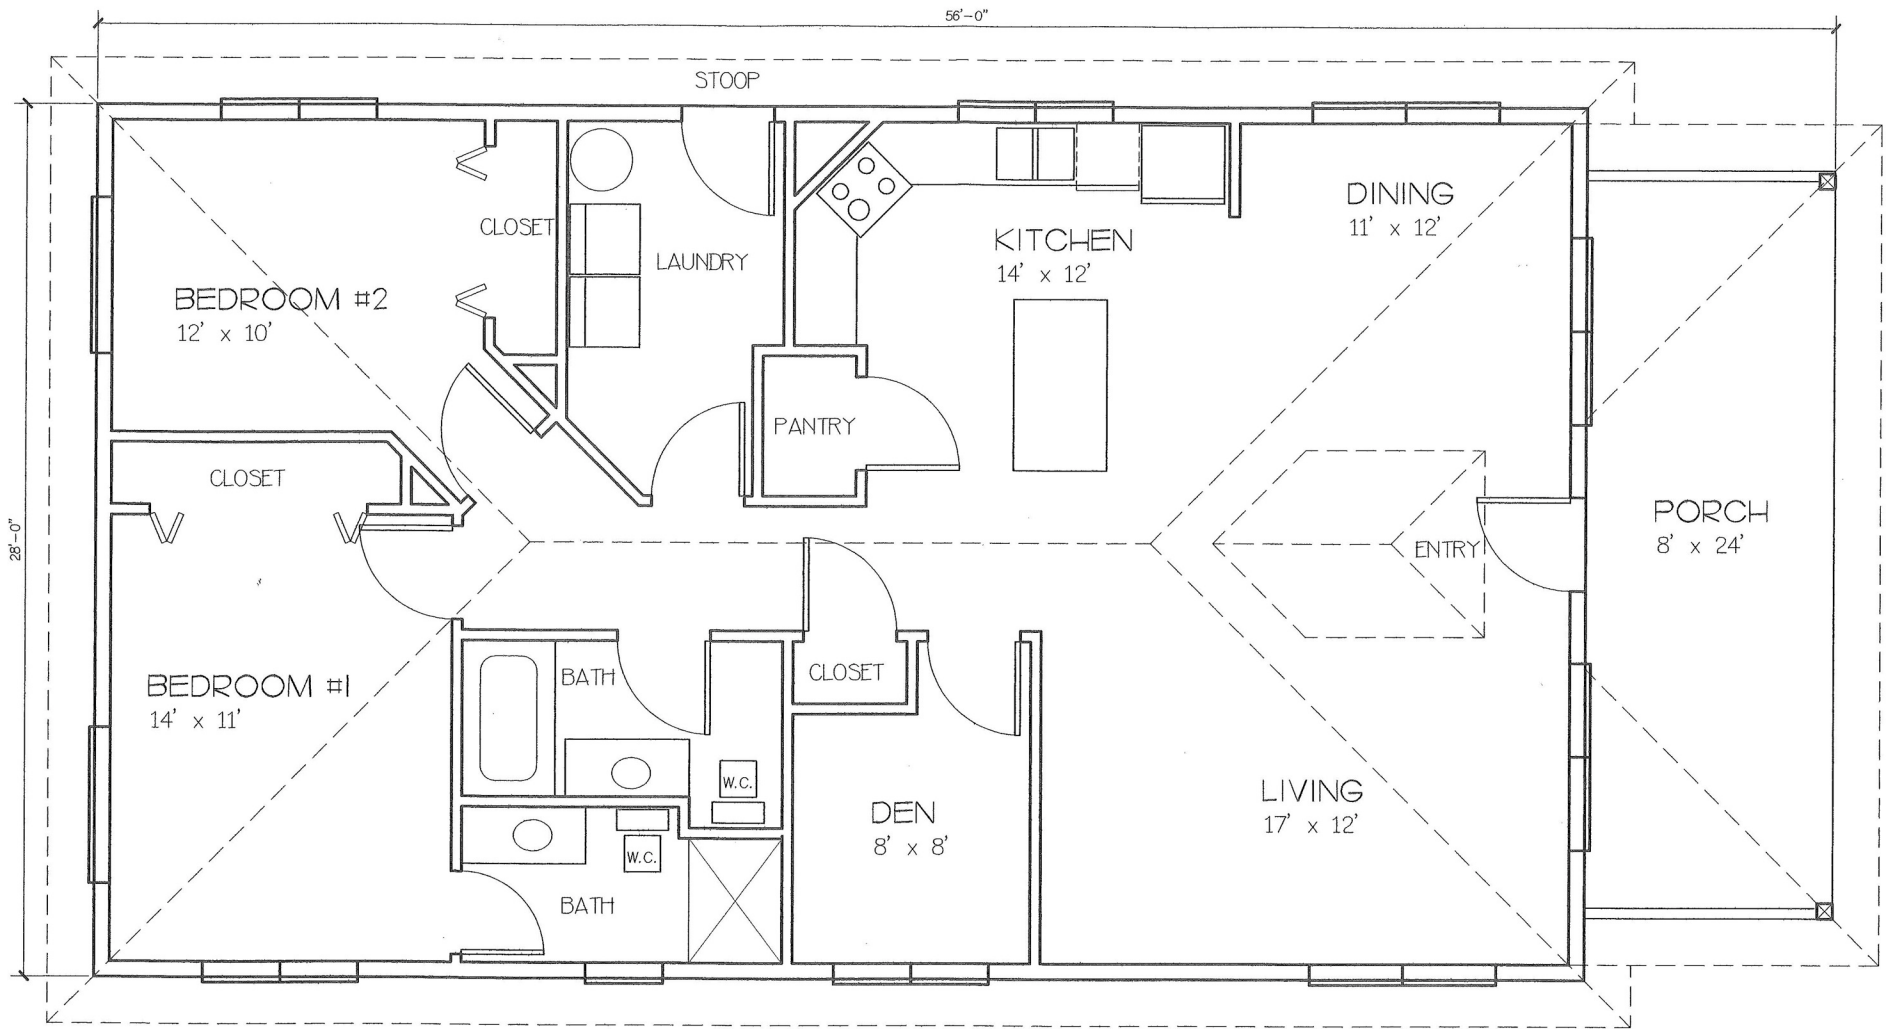 56'-0"
STOOP
28'-0"
BEDROOM #2
12' x 10'
CLOSET
LAUNDRY
KITCHEN
14' x 12'
DINING
11' x 12'
PANTRY
CLOSET
ENTRY
PORCH
8' x 24'
BEDROOM #1
14' x 11'
BATH
W.C.
CLOSET
BATH
W.C.
DEN
8' x 8'
LIVING
17' x 12'